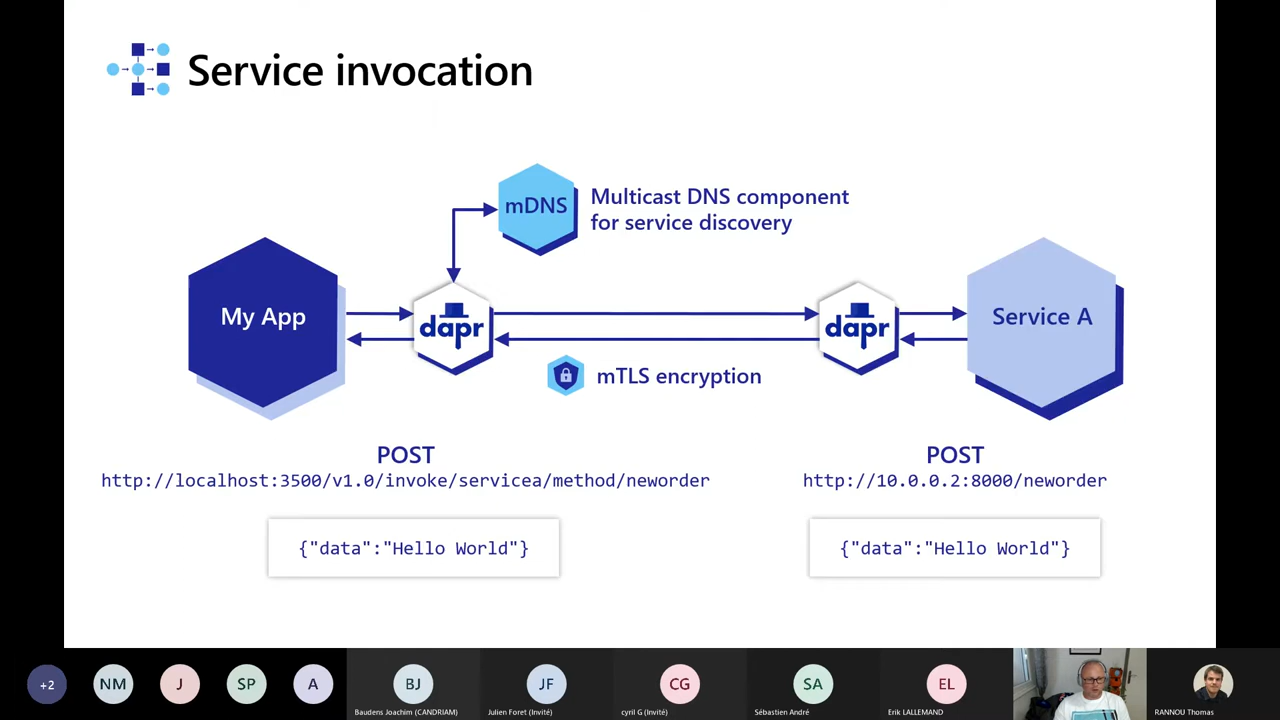 Service invocation
mDNS
Multicast DNS component
for service discovery
My App
dapr
dapr
Service A
mTLS encryption
POST
http://localhost:3500/v1.0/invoke/servicea/method/neworder
POST
http://10.0.0.2:8000/neworder
{"data":"Hello World"}
{"data":"Hello World"}
+2
NM
J
SP
A
BJ
JF
CG
SA
EL
Baudens Joachim (CANDRIAM)
Julien Foret (Invité)
cyril G (Invité)
Sébastien André
Erik LALLEMAND
RANNOU Thomas